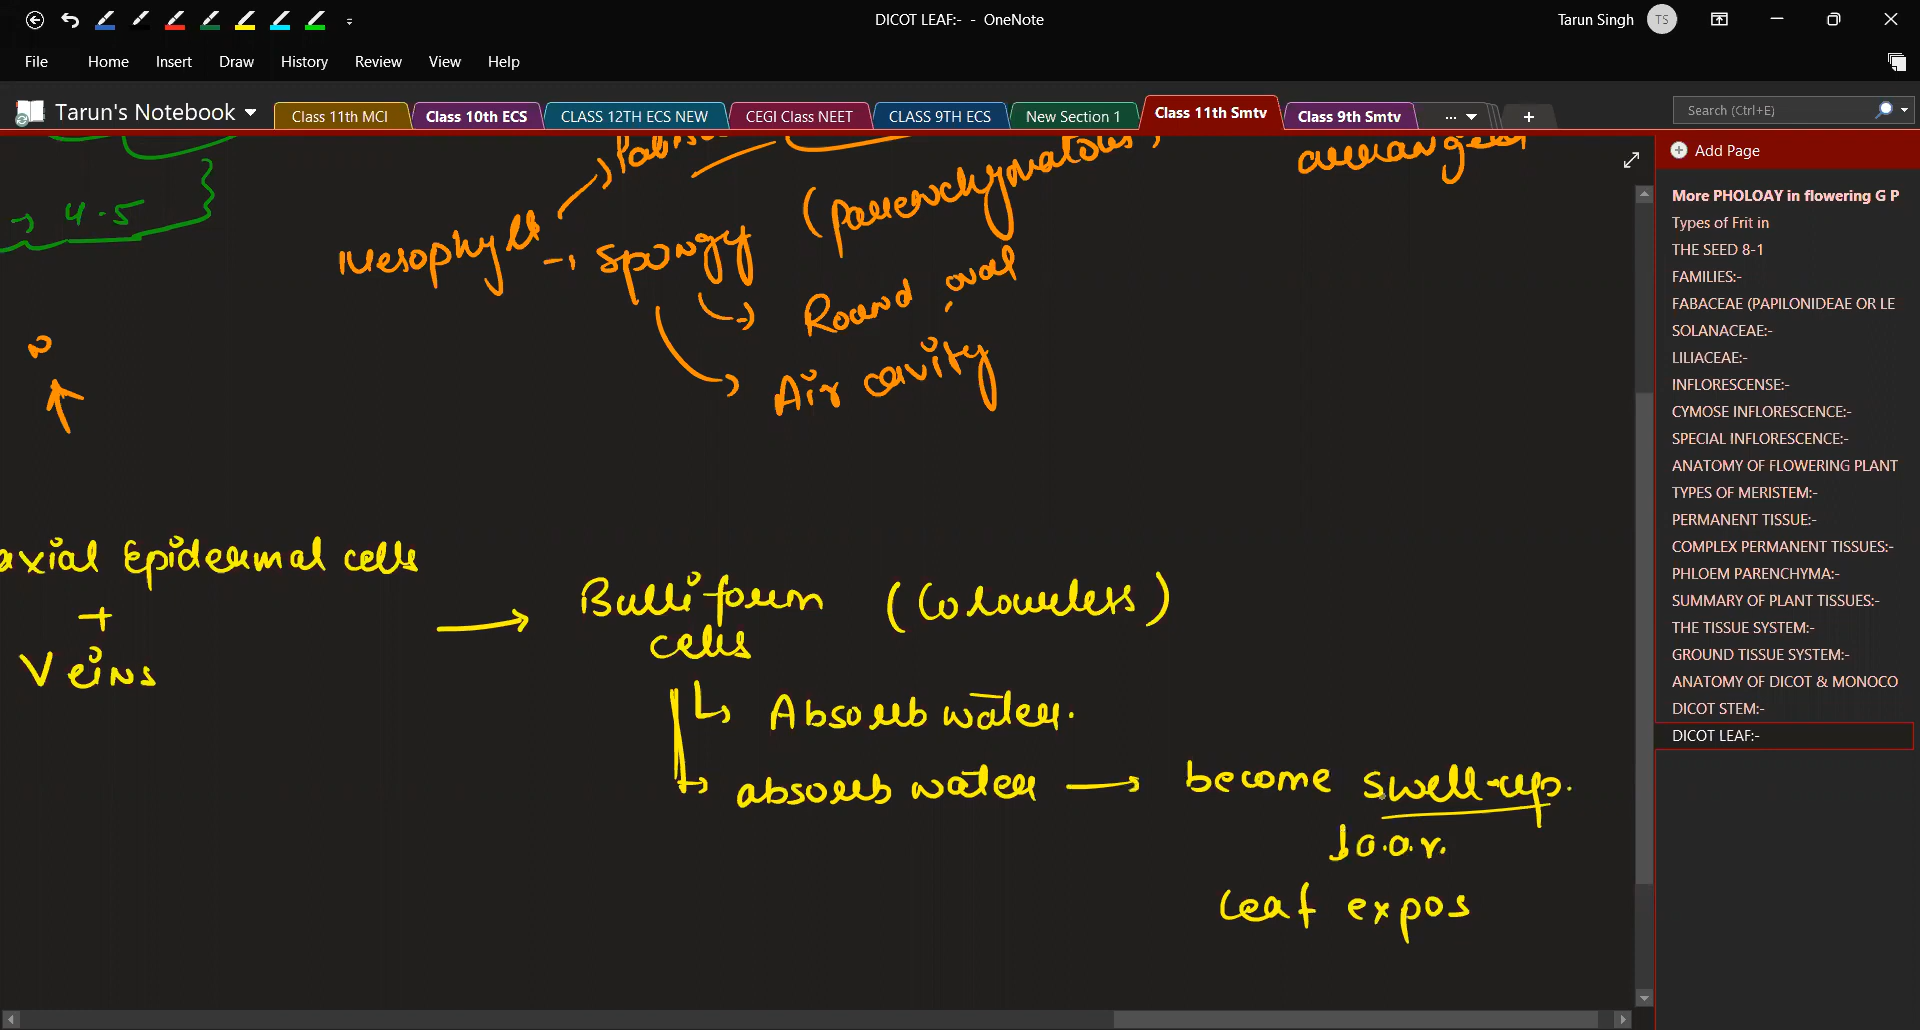 DICOT LEAF:- - OneNote
Tarun Singh TS
File Home Insert Draw History Review View Help
Tarun's Notebook
Class 11th MCI Class 10th ECS CLASS 12TH ECS NEW CEGI Class NEET CLASS 9TH ECS New Section 1 Class 11th Smtv Class 9th Smtv ... +
Search (Ctrl+E)
Add Page
More PHOLOAY in flowering G P
Types of Frit in
THE SEED 8-1
FAMILIES:-
FABACEAE (PAPILONIDEAE OR LE
SOLANACEAE:-
LILIACEAE:-
INFLORESCENSE:-
CYMOSE INFLORESCENCE:-
SPECIAL INFLORESCENCE:-
ANATOMY OF FLOWERING PLANT
TYPES OF MERISTEM:-
PERMANENT TISSUE:-
COMPLEX PERMANENT TISSUES:-
PHLOEM PARENCHYMA:-
SUMMARY OF PLANT TISSUES:-
THE TISSUE SYSTEM:-
GROUND TISSUE SYSTEM:-
ANATOMY OF DICOT & MONOCO
DICOT STEM:-
DICOT LEAF:-
arranged
→ 4.5
Mesophyll → Spongy (parenchymatous,
→ Round, oval
→ Air cavity
axial Epidermal cells
+
Veins
→ Bulliform (Colourless)
cells
↳ Absorb water.
↳ absorb water → become swell-up.
leaf expos